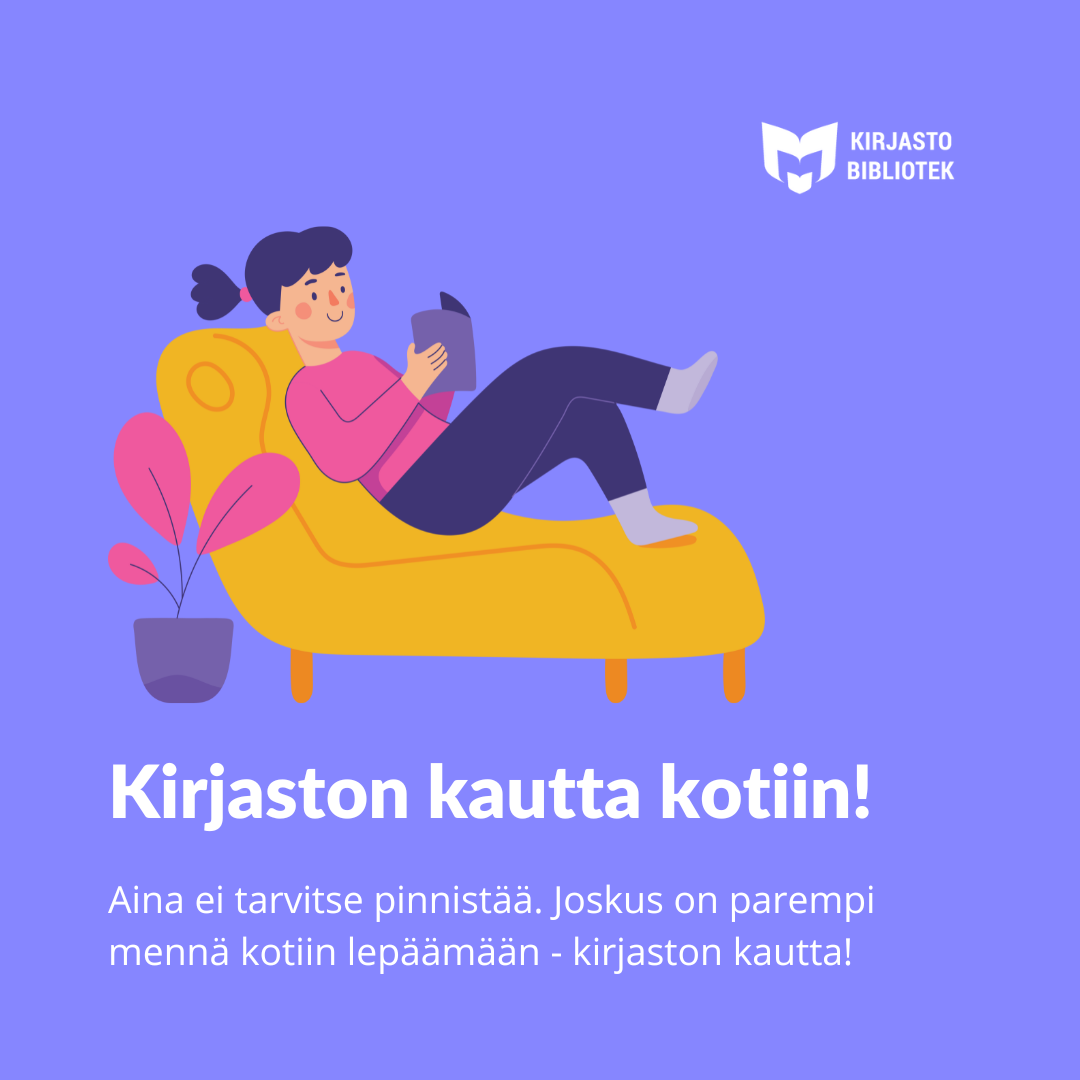 KIRJASTO
BIBLIOTEK
Kirjaston kautta kotiin!
Aina ei tarvitse pinnistää. Joskus on parempi
mennä kotiin lepäämään - kirjaston kautta!